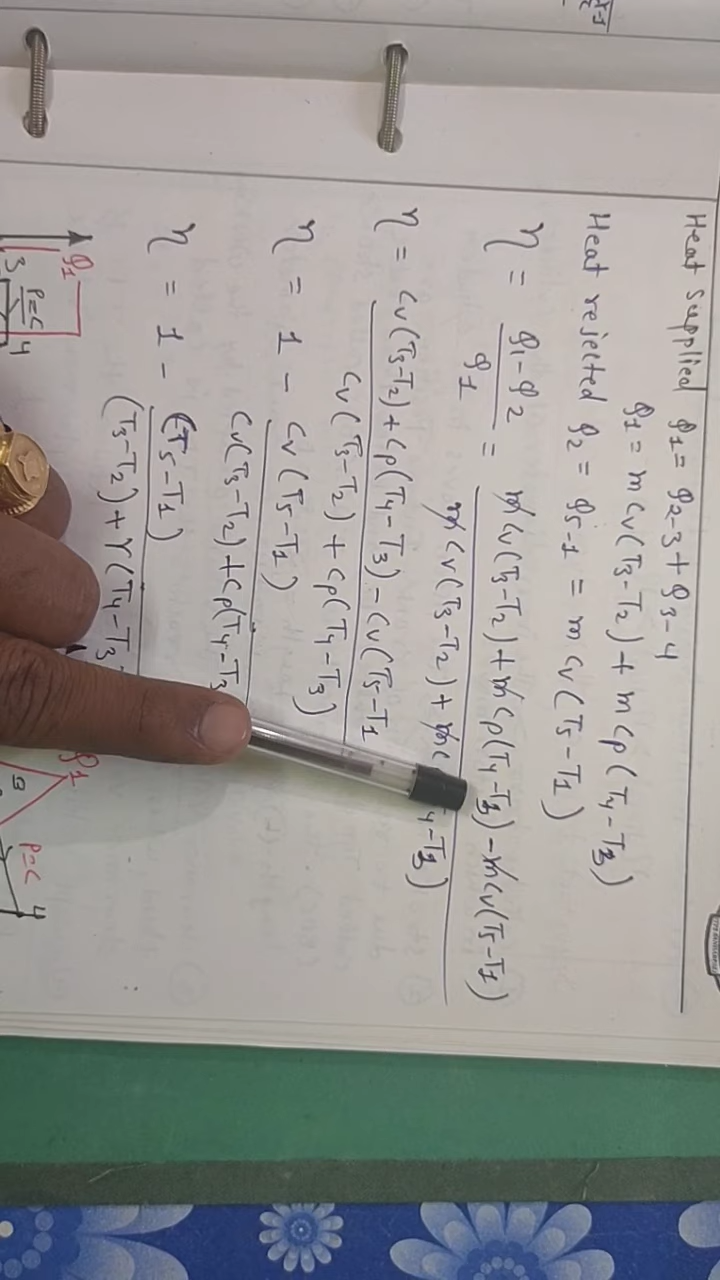 Heat Supplied Q1 = Q2-3 + Q3-4
Q1 = m Cv (T3-T2) + m Cp (T4-T3)
Heat rejected Q2 = Q5-1 = m Cv (T5-T1)
η = Q1-Q2 / Q1 = m Cv (T3-T2) + m Cp (T4-T3) - m Cv (T5-T1) / m Cv (T3-T2) + m C 4-T3)
η = Cv (T3-T2) + Cp (T4-T3) - Cv (T5-T1 / Cv (T3-T2) + Cp (T4-T3)
η = 1 - Cv (T5-T1) / Cv (T3-T2) + Cp (T4-T3
η = 1 - (T5-T1) / (T3-T2) + γ (T4-T3
Q1
P=C
3
4
Q1
P=C
4